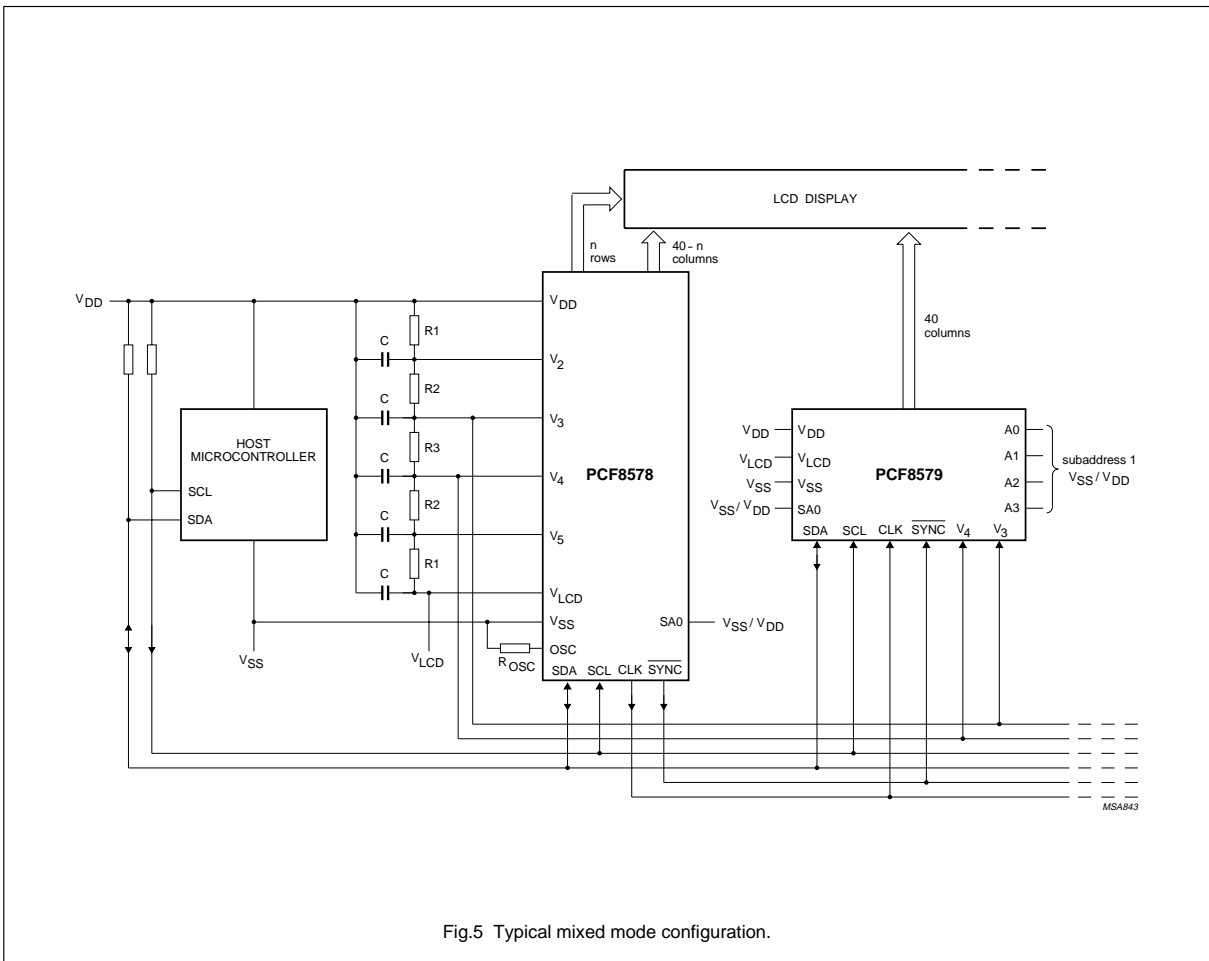 LCD DISPLAY
n
rows
40 - n
columns
40
columns
VDD
R1
C
R2
C
R3
C
R2
C
R1
C
HOST
MICROCONTROLLER
SCL
SDA
VSS
VLCD
ROSC
VDD
V2
V3
V4
PCF8578
V5
VLCD
VSS
OSC
SA0
VSS / VDD
SDA SCL CLK SYNC
VDD VDD
VLCD VLCD
VSS VSS
VSS / VDD SA0
PCF8579
A0
A1
A2
A3
subaddress 1
VSS / VDD
SDA SCL CLK SYNC V4 V3
MSA843
Fig.5 Typical mixed mode configuration.